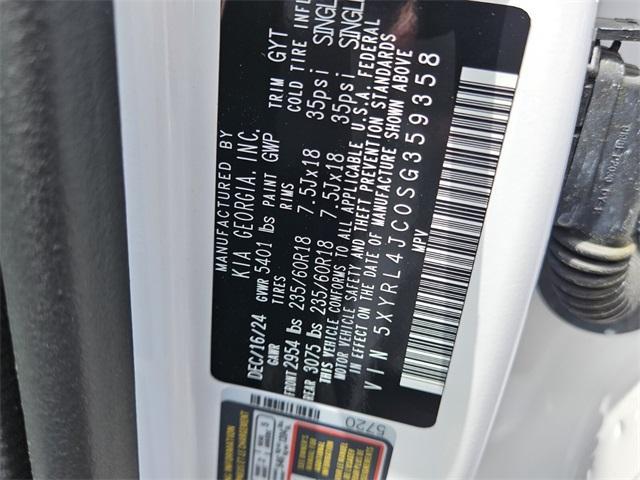 MANUFACTURED BY
KIA GEORGIA, INC.
DEC/16/24 GVWR 5401 lbs PAINT GWP TRIM GYT
GAWR TIRES RIMS COLD TIRE INFL
FRONT 2954 lbs 235/60R18 7.5Jx18 35psi SINGL
REAR 3075 lbs 235/60R18 7.5Jx18 35psi SINGL
THIS VEHICLE CONFORMS TO ALL APPLICABLE U.S.A. FEDERAL
MOTOR VEHICLE SAFETY AND THEFT PREVENTION STANDARDS
IN EFFECT ON THE DATE OF MANUFACTURE SHOWN ABOVE
VIN 5XYRL4JC0SG359358
MPV
5720